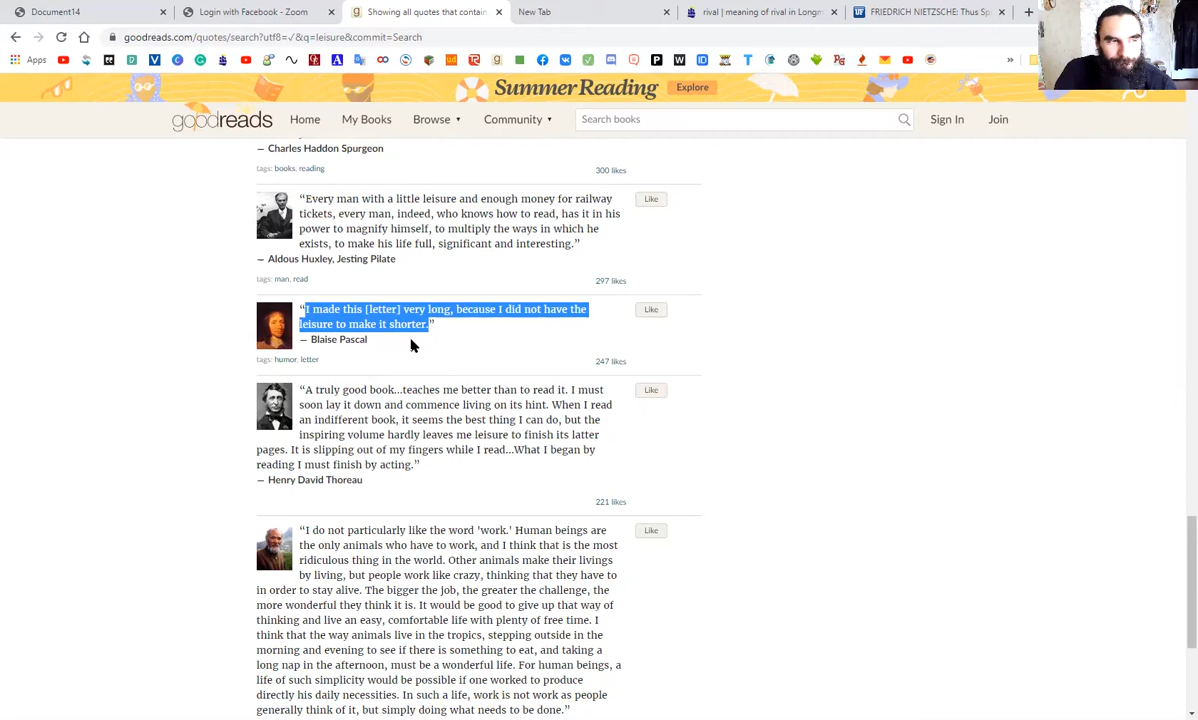 Document14
Login with Facebook - Zoom
Showing all quotes that contain
New Tab
rival | meaning of rival in Longm
FRIEDRICH NIETZSCHE: Thus Sp
goodreads.com/quotes/search?utf8=✓&q=leisure&commit=Search
Apps
SummerReading
Explore
goodreads
Home
My Books
Browse
Community
Search books
Sign In
Join
— Charles Haddon Spurgeon
tags: books, reading
300 likes
“Every man with a little leisure and enough money for railway
tickets, every man, indeed, who knows how to read, has it in his
power to magnify himself, to multiply the ways in which he
exists, to make his life full, significant and interesting.”
— Aldous Huxley, Jesting Pilate
tags: man, read
297 likes
Like
“I made this [letter] very long, because I did not have the
leisure to make it shorter.”
— Blaise Pascal
tags: humor, letter
247 likes
Like
“A truly good book...teaches me better than to read it. I must
soon lay it down and commence living on its hint. When I read
an indifferent book, it seems the best thing I can do, but the
inspiring volume hardly leaves me leisure to finish its latter
pages. It is slipping out of my fingers while I read...What I began by
reading I must finish by acting.”
— Henry David Thoreau
221 likes
Like
“I do not particularly like the word 'work.' Human beings are
the only animals who have to work, and I think that is the most
ridiculous thing in the world. Other animals make their livings
by living, but people work like crazy, thinking that they have to
in order to stay alive. The bigger the job, the greater the challenge, the
more wonderful they think it is. It would be good to give up that way of
thinking and live an easy, comfortable life with plenty of free time. I
think that the way animals live in the tropics, stepping outside in the
morning and evening to see if there is something to eat, and taking a
long nap in the afternoon, must be a wonderful life. For human beings, a
life of such simplicity would be possible if one worked to produce
directly his daily necessities. In such a life, work is not work as people
generally think of it, but simply doing what needs to be done.”
Like